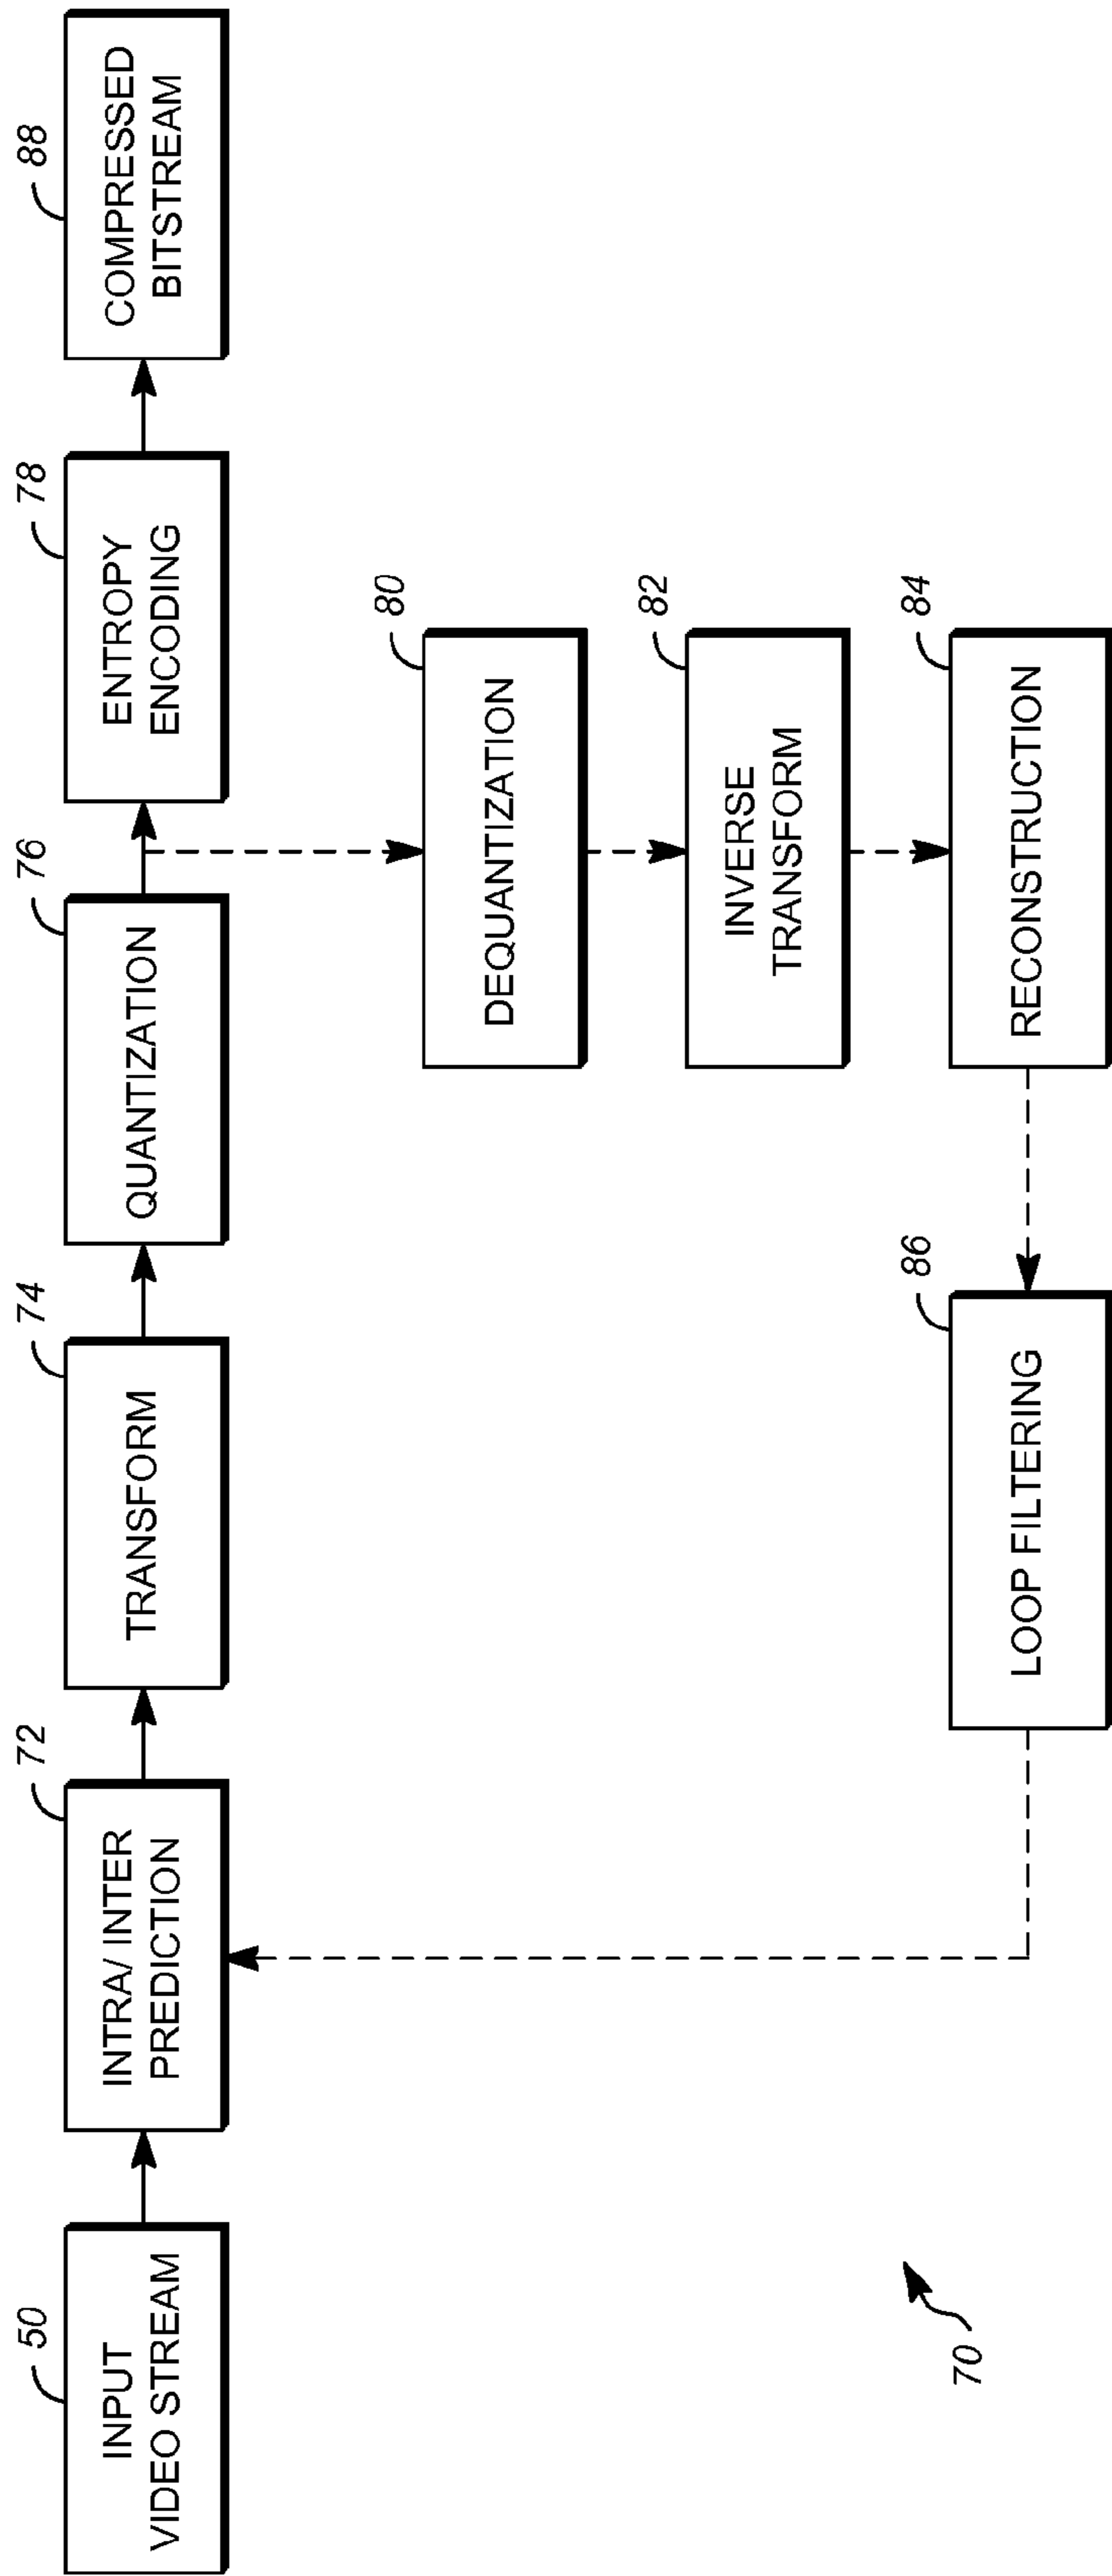 50
INPUT
VIDEO STREAM
72
INTRA/ INTER
PREDICTION
74
TRANSFORM
76
QUANTIZATION
78
ENTROPY
ENCODING
88
COMPRESSED
BITSTREAM
80
DEQUANTIZATION
82
INVERSE
TRANSFORM
84
RECONSTRUCTION
86
LOOP FILTERING
70